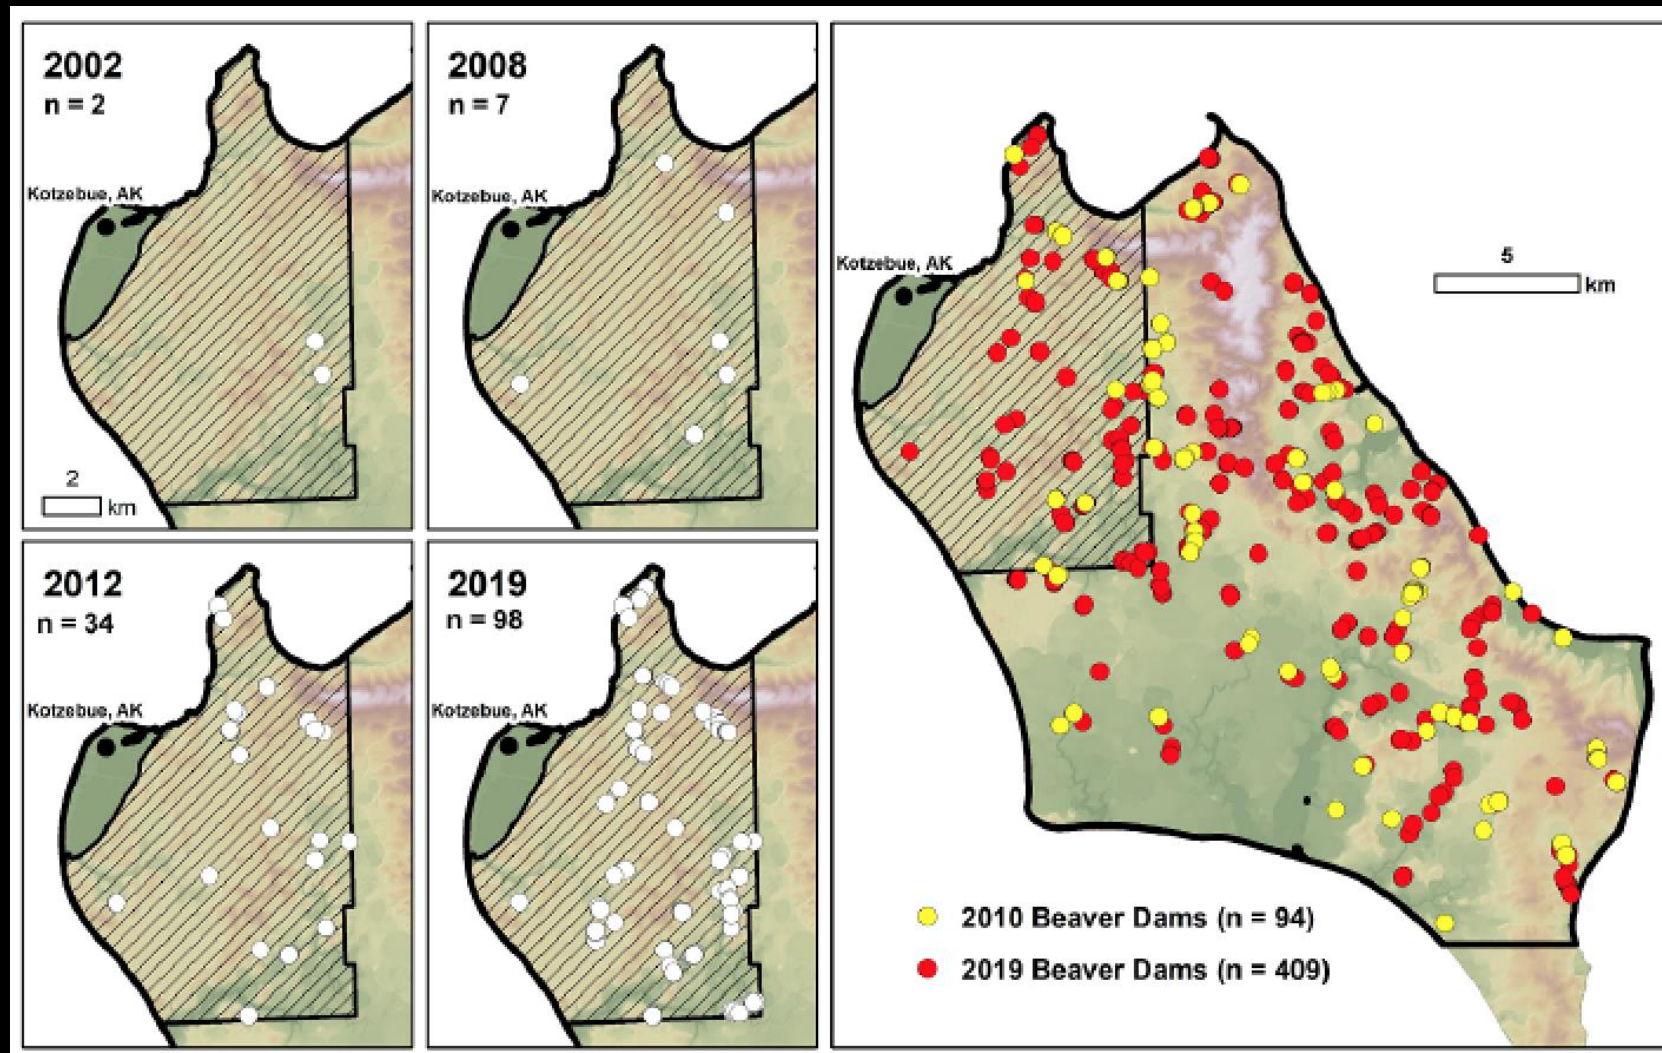 2002
n = 2
Kotzebue, AK
2
km
2008
n = 7
Kotzebue, AK
2012
n = 34
Kotzebue, AK
2019
n = 98
Kotzebue, AK
Kotzebue, AK
5
km
2010 Beaver Dams (n = 94)
2019 Beaver Dams (n = 409)